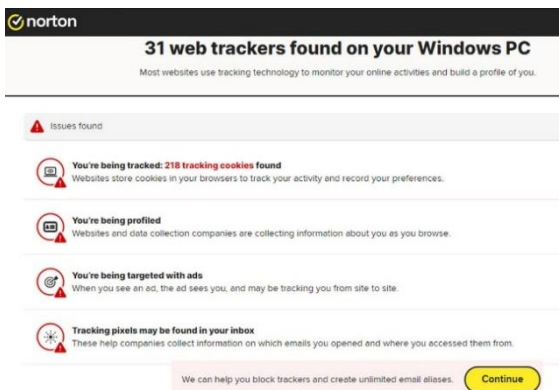 norton
31 web trackers found on your Windows PC
Most websites use tracking technology to monitor your online activities and build a profile of you.
Issues found
You're being tracked: 218 tracking cookies found
Websites store cookies in your browsers to track your activity and record your preferences.
You're being profiled
Websites and data collection companies are collecting information about you as you browse.
You're being targeted with ads
When you see an ad, the ad sees you, and may be tracking you from site to site.
Tracking pixels may be found in your inbox
These help companies collect information on which emails you opened and where you accessed them from.
We can help you block trackers and create unlimited email aliases. Continue